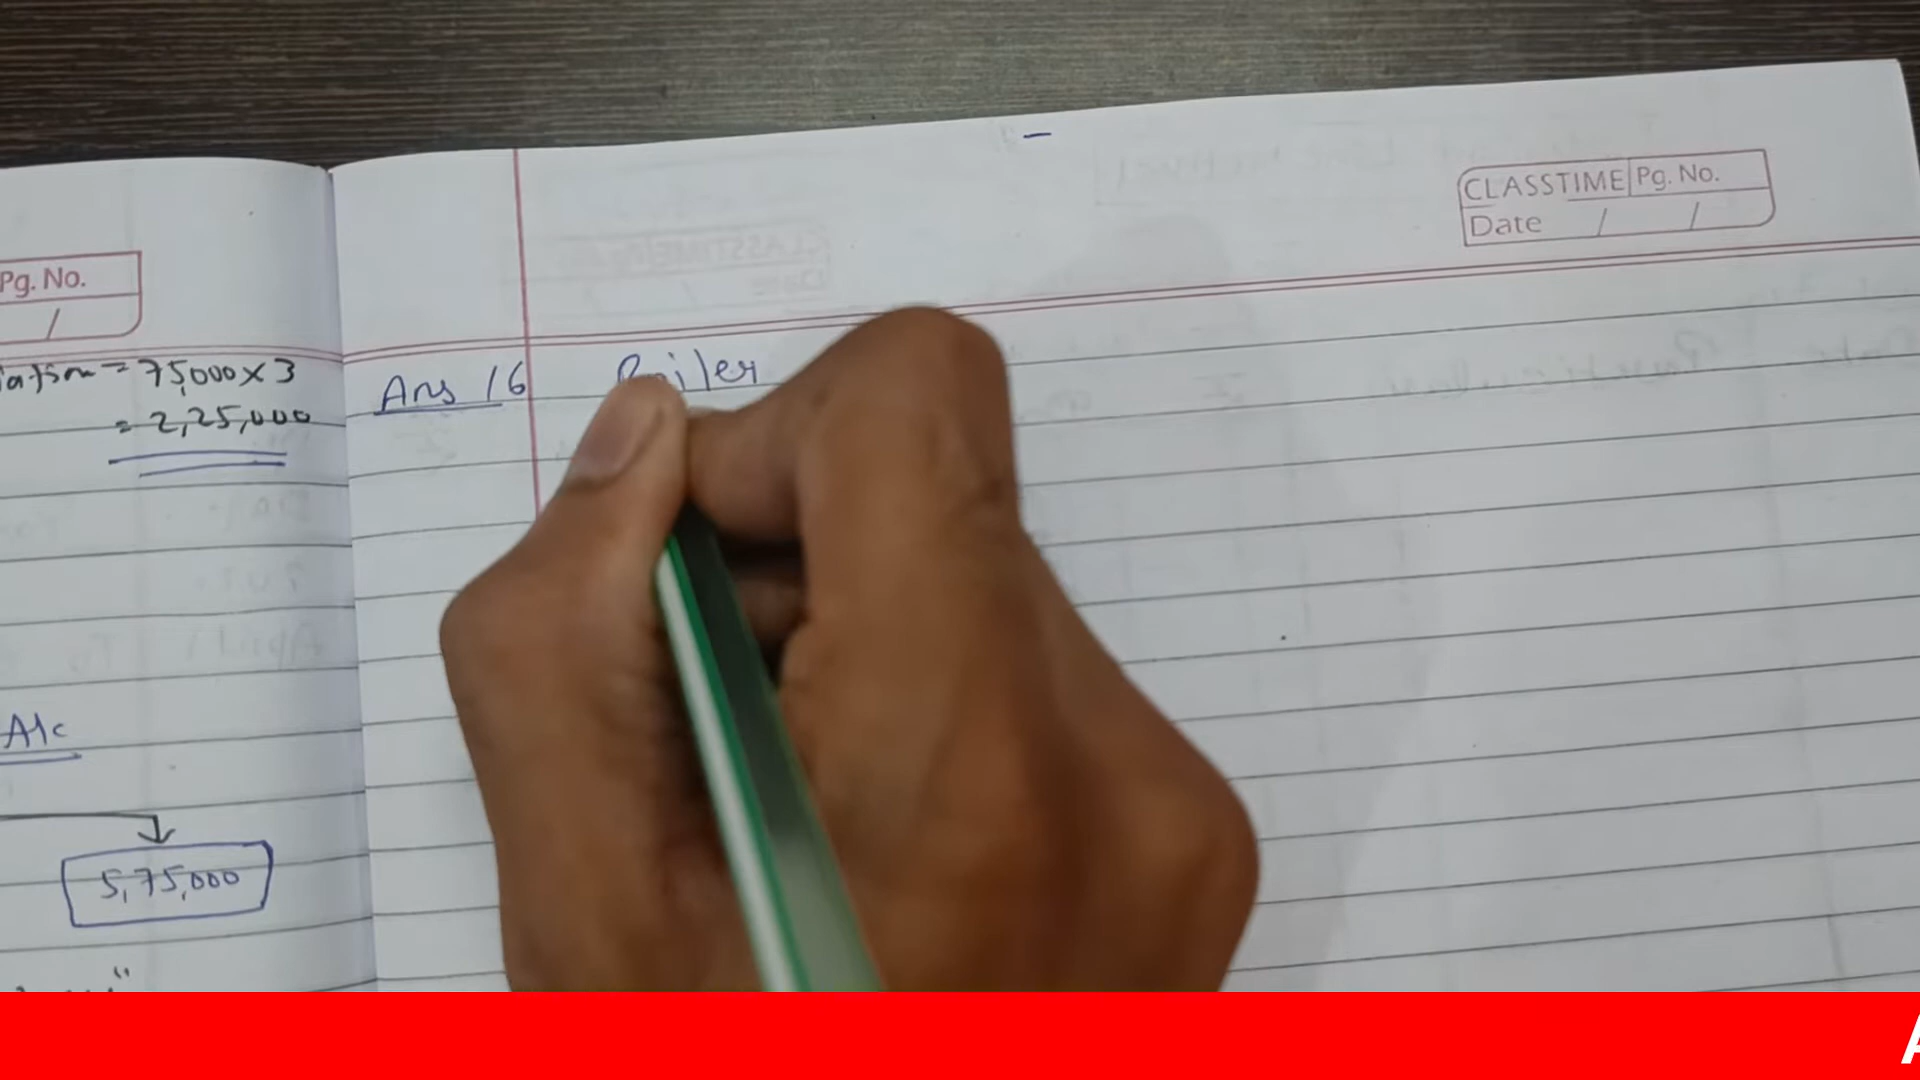 Pg. No.
/
= 75,000 x 3
= 2,25,000
A/c
5,75,000
"
CLASSTIME Pg. No.
Date / /
Ans 16 Boiler
A